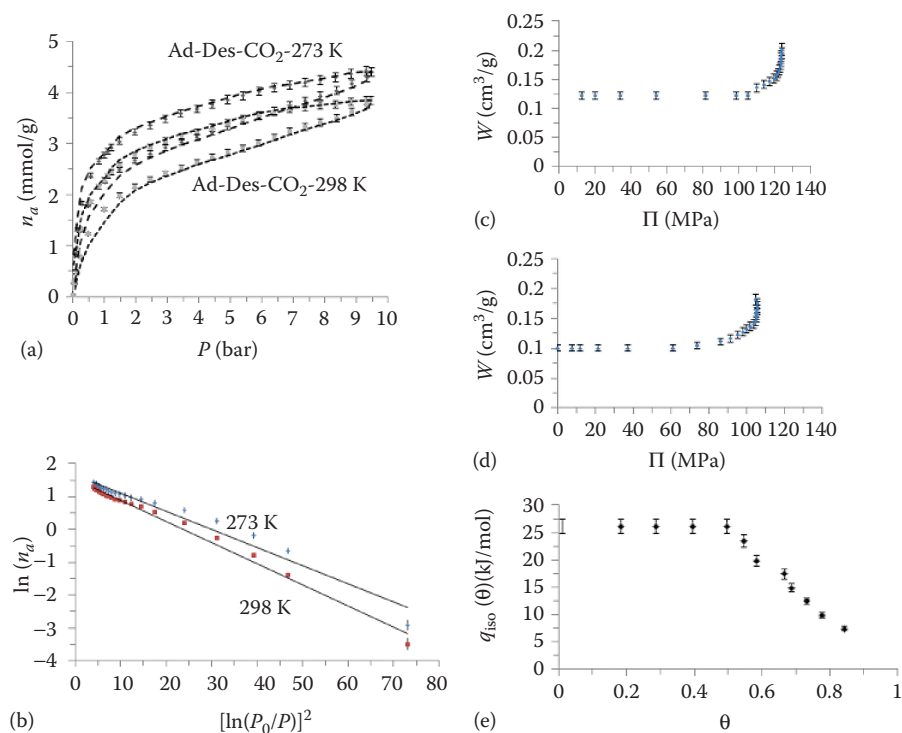 5
4
3
2
1
0
n_a (mmol/g)
Ad-Des-CO₂-273 K
Ad-Des-CO₂-298 K
0 1 2 3 4 5 6 7 8 9 10
(a)
P (bar)
2
1
0
−1
−2
−3
−4
ln (n_a)
273 K
298 K
0 10 20 30 40 50 60 70 80
(b)
[ln(P₀/P)]²
0.25
0.2
0.15
0.1
0.05
0
W (cm³/g)
0 20 40 60 80 100 120 140
(c)
Π (MPa)
0.25
0.2
0.15
0.1
0.05
0
W (cm³/g)
0 20 40 60 80 100 120 140
(d)
Π (MPa)
30
25
20
15
10
5
0
q_iso (θ)(kJ/mol)
0 0.2 0.4 0.6 0.8 1
(e)
θ